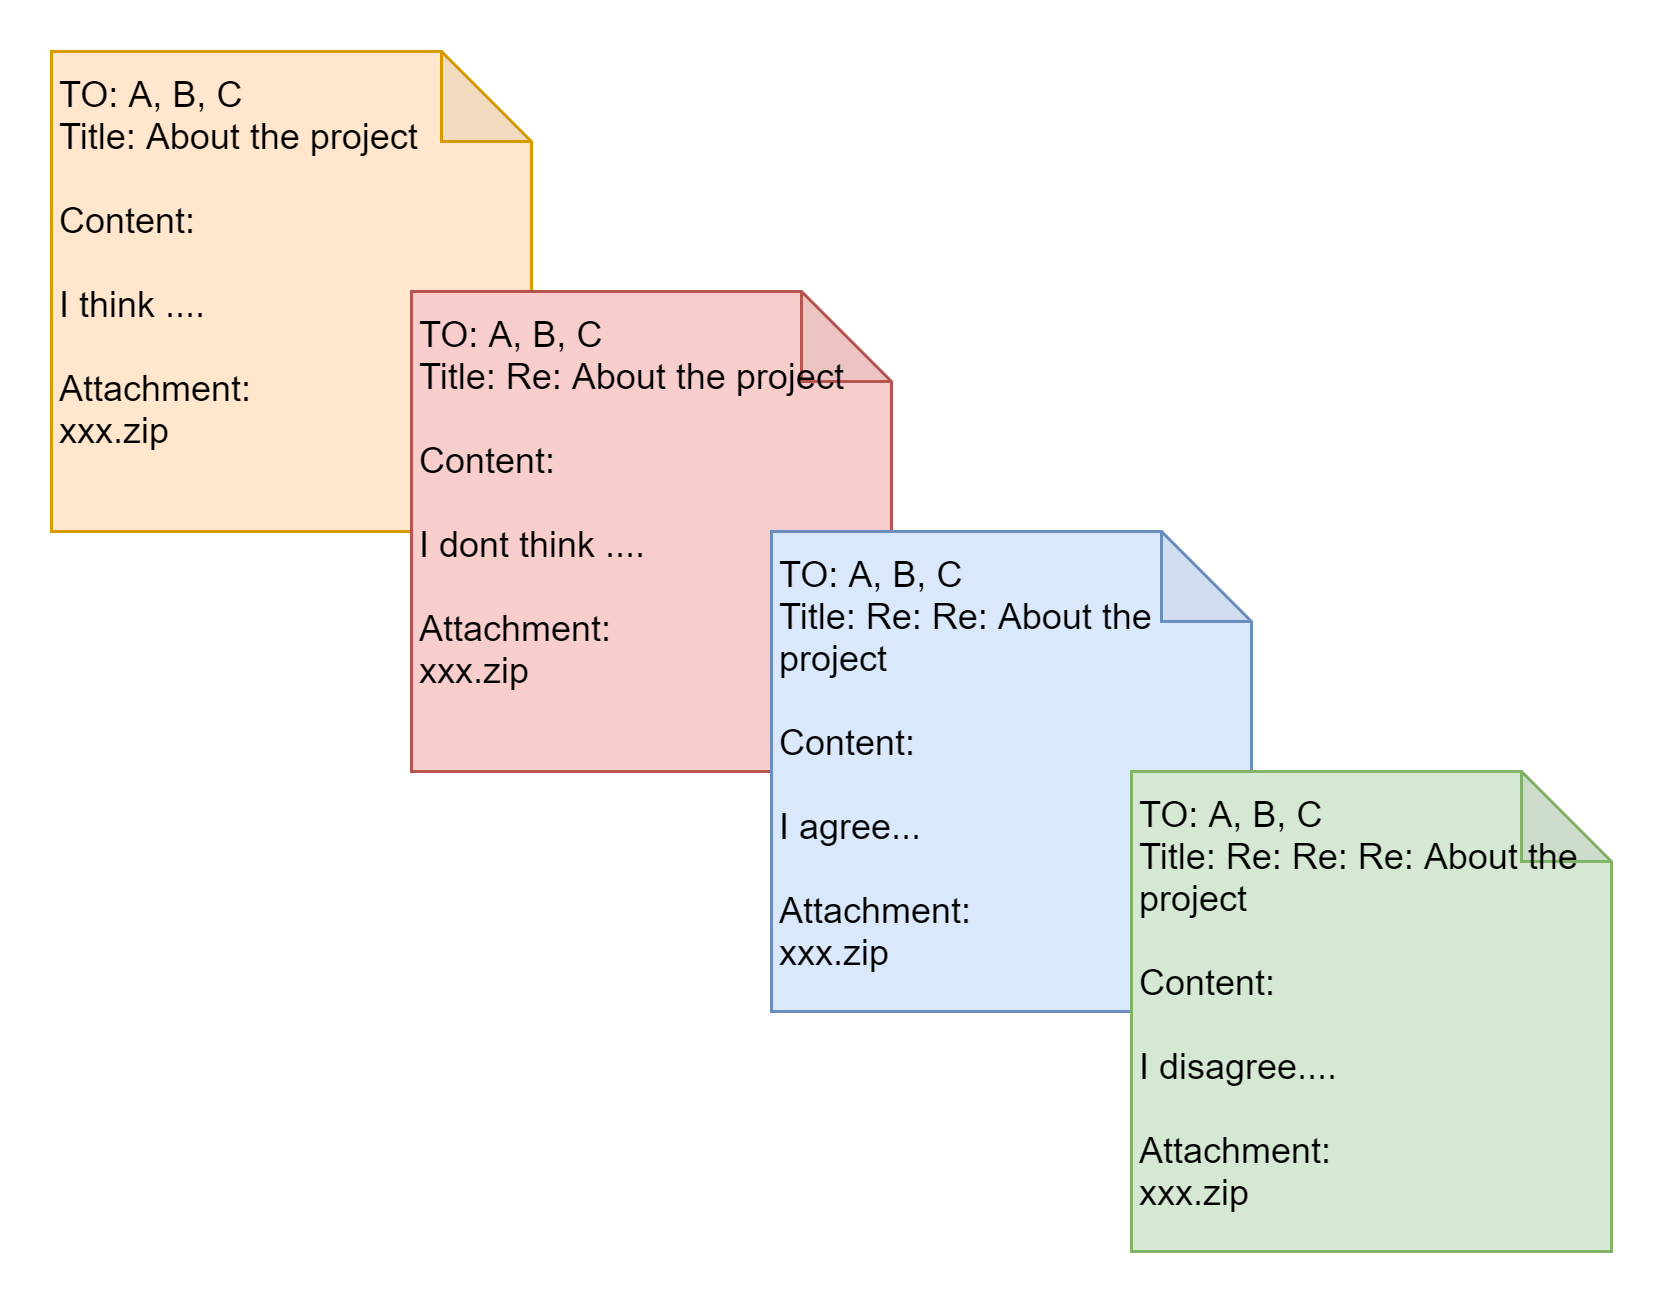 TO: A, B, C
Title: About the project
Content:
I think ....
Attachment:
xxx.zip
TO: A, B, C
Title: Re: About the project
Content:
I dont think ....
Attachment:
xxx.zip
TO: A, B, C
Title: Re: Re: About the
project
Content:
I agree...
Attachment:
xxx.zip
TO: A, B, C
Title: Re: Re: Re: About the
project
Content:
I disagree....
Attachment:
xxx.zip